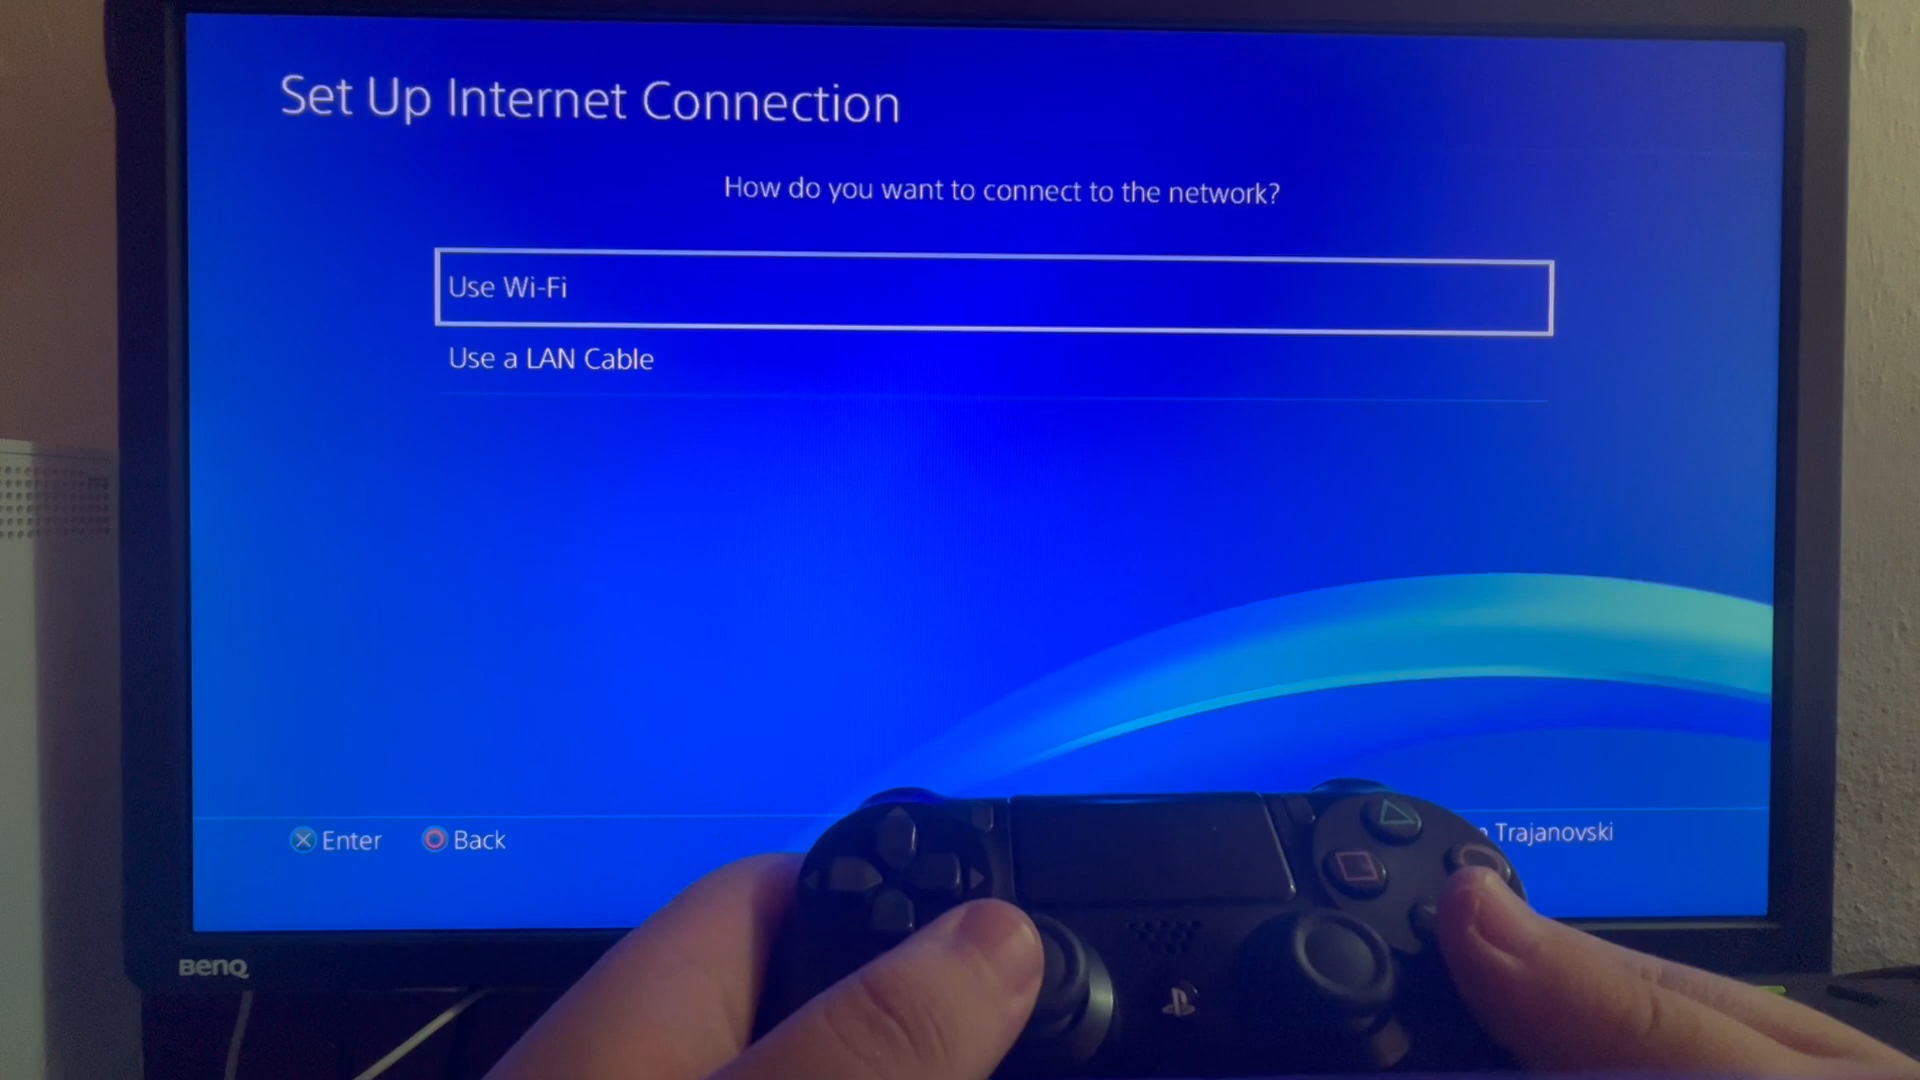 Set Up Internet Connection
How do you want to connect to the network?
Use Wi-Fi
Use a LAN Cable
Enter
Back
Trajanovski
BenQ